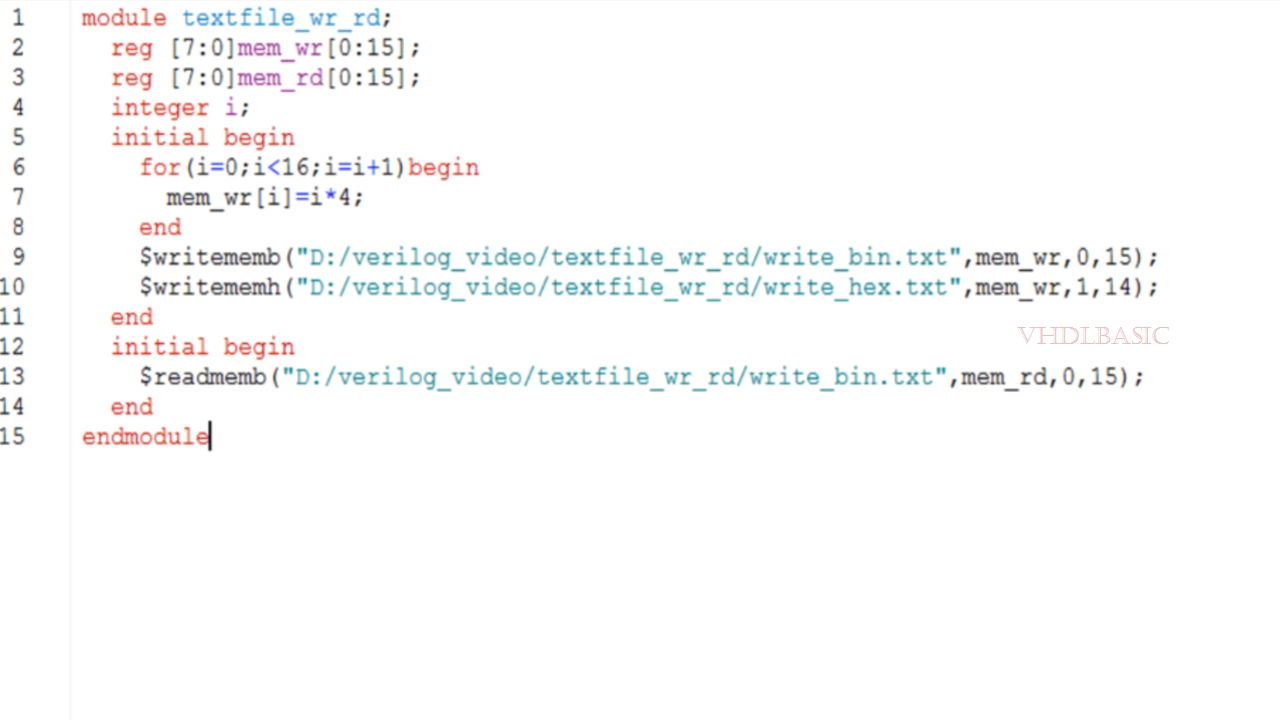 1 module textfile_wr_rd;
2 reg [7:0]mem_wr[0:15];
3 reg [7:0]mem_rd[0:15];
4 integer i;
5 initial begin
6 for(i=0;i<16;i=i+1)begin
7 mem_wr[i]=i*4;
8 end
9 $writememb("D:/verilog_video/textfile_wr_rd/write_bin.txt",mem_wr,0,15);
10 $writememh("D:/verilog_video/textfile_wr_rd/write_hex.txt",mem_wr,1,14);
11 end
VHDLBASIC
12 initial begin
13 $readmemb("D:/verilog_video/textfile_wr_rd/write_bin.txt",mem_rd,0,15);
14 end
15 endmodule